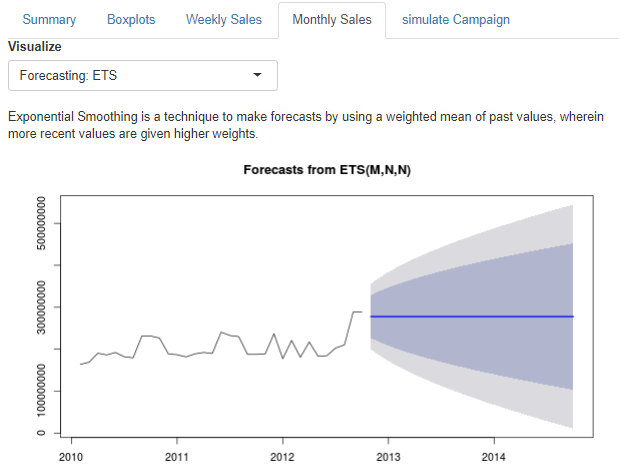 Summary Boxplots Weekly Sales Monthly Sales simulate Campaign
Visualize
Forecasting: ETS
Exponential Smoothing is a technique to make forecasts by using a weighted mean of past values, wherein
more recent values are given higher weights.
Forecasts from ETS(M,N,N)
500000000
300000000
100000000
0
2010 2011 2012 2013 2014